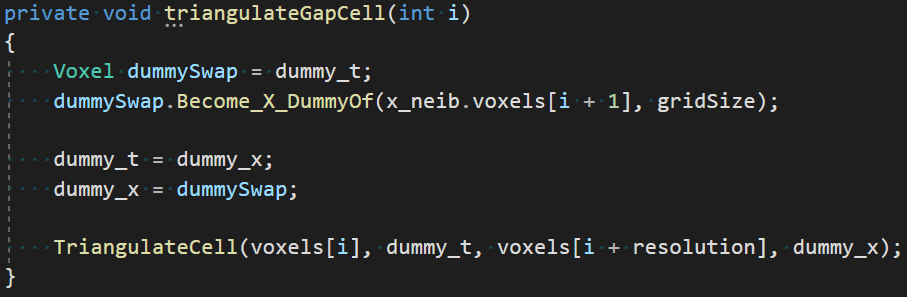 private void triangulateGapCell(int i)
{
    Voxel dummySwap = dummy_t;
    dummySwap.Become_X_DummyOf(x_neib.voxels[i + 1], gridSize);
    dummy_t = dummy_x;
    dummy_x = dummySwap;
    TriangulateCell(voxels[i], dummy_t, voxels[i + resolution], dummy_x);
}